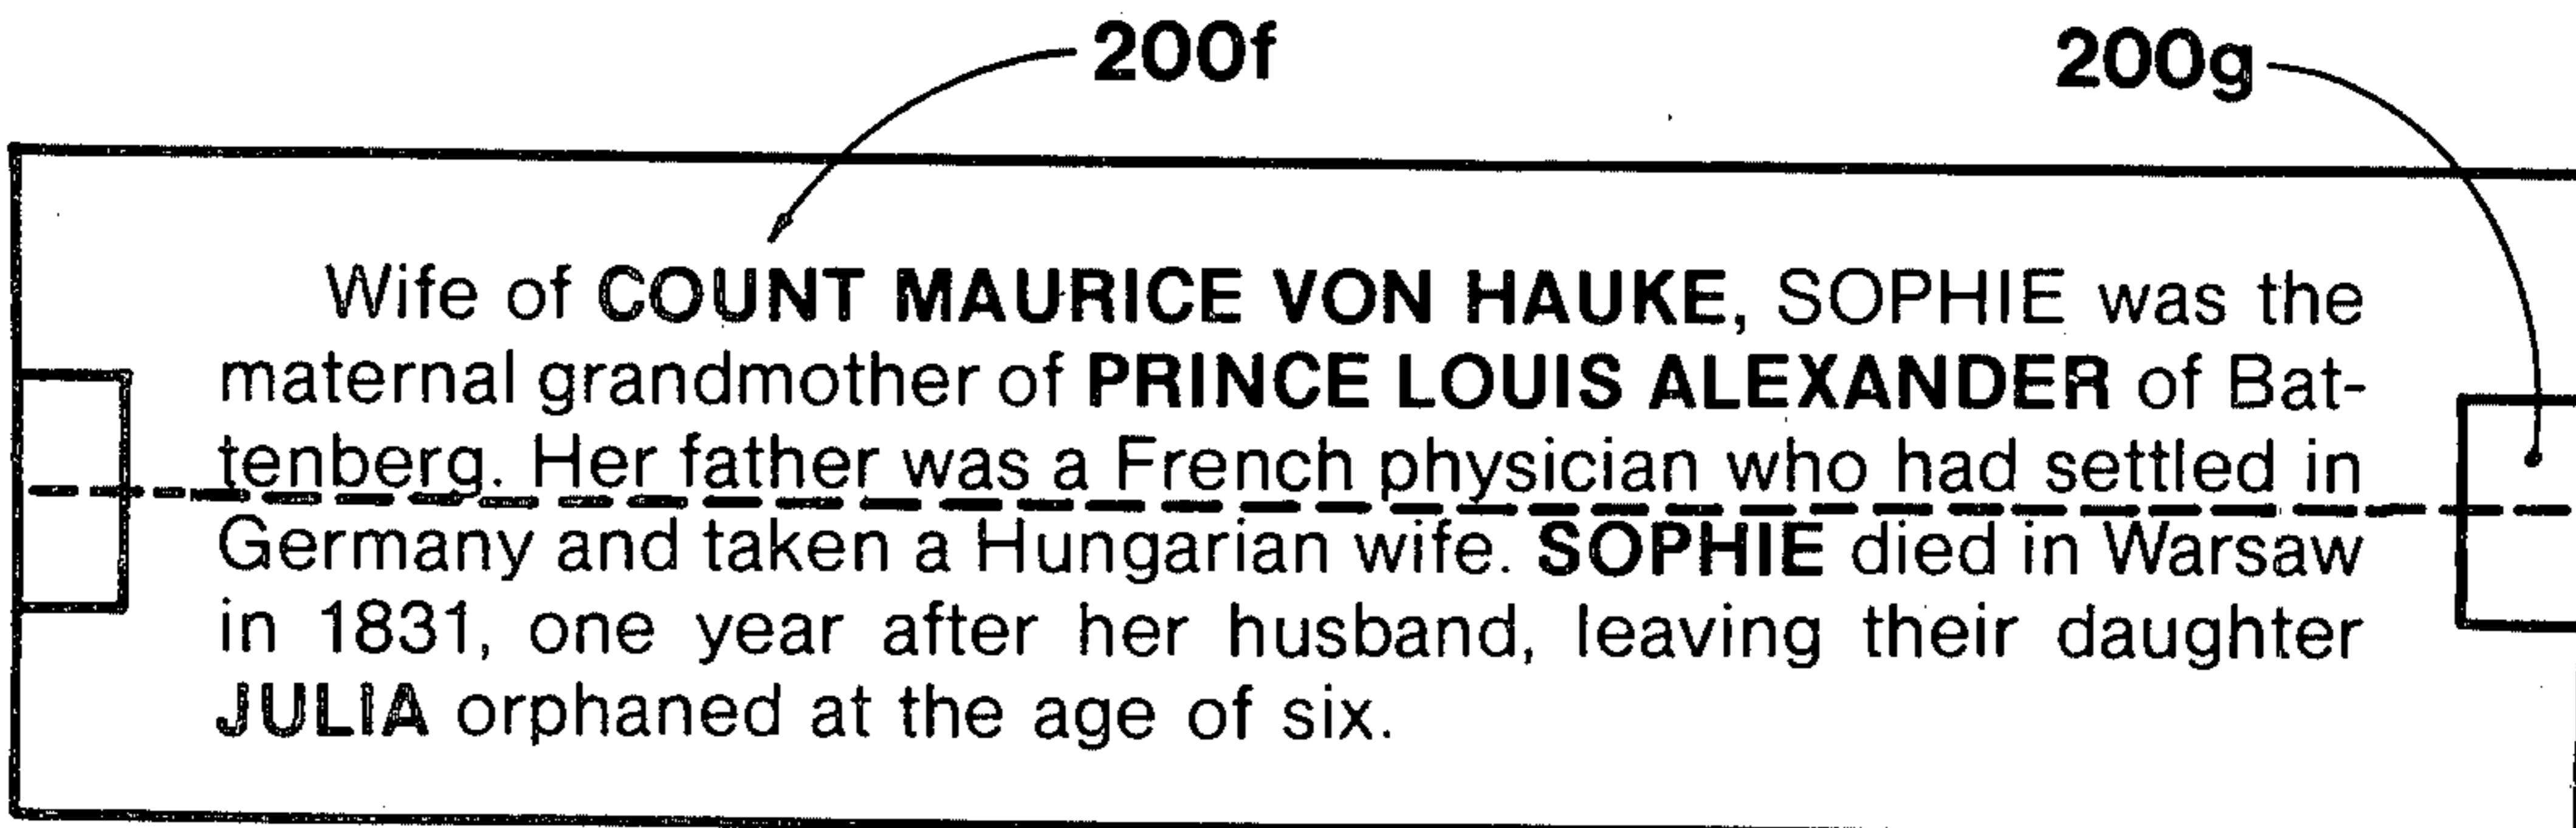 200f
200g
Wife of COUNT MAURICE VON HAUKE, SOPHIE was the
maternal grandmother of PRINCE LOUIS ALEXANDER of Bat-
tenberg. Her father was a French physician who had settled in
Germany and taken a Hungarian wife. SOPHIE died in Warsaw
in 1831, one year after her husband, leaving their daughter
JULIA orphaned at the age of six.